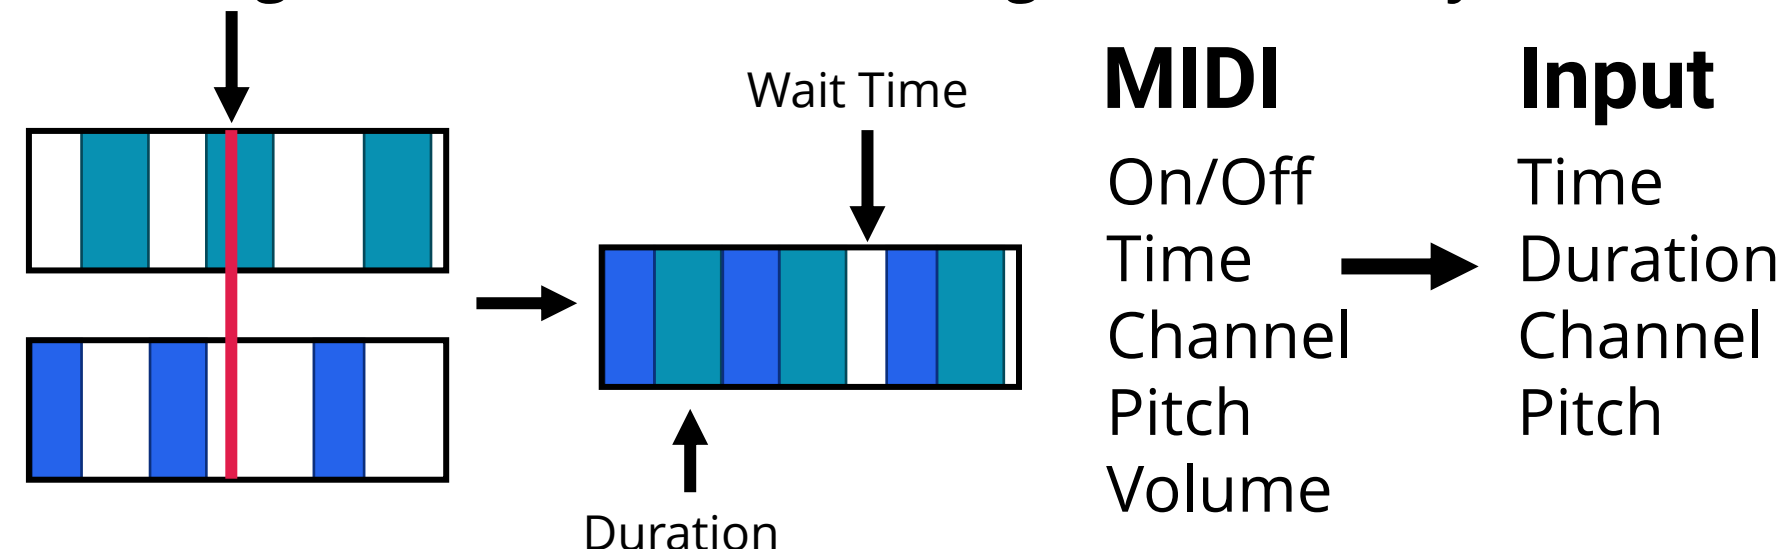 Wait Time
Duration
MIDI
On/Off
Time
Channel
Pitch
Volume
Input
Time
Duration
Channel
Pitch